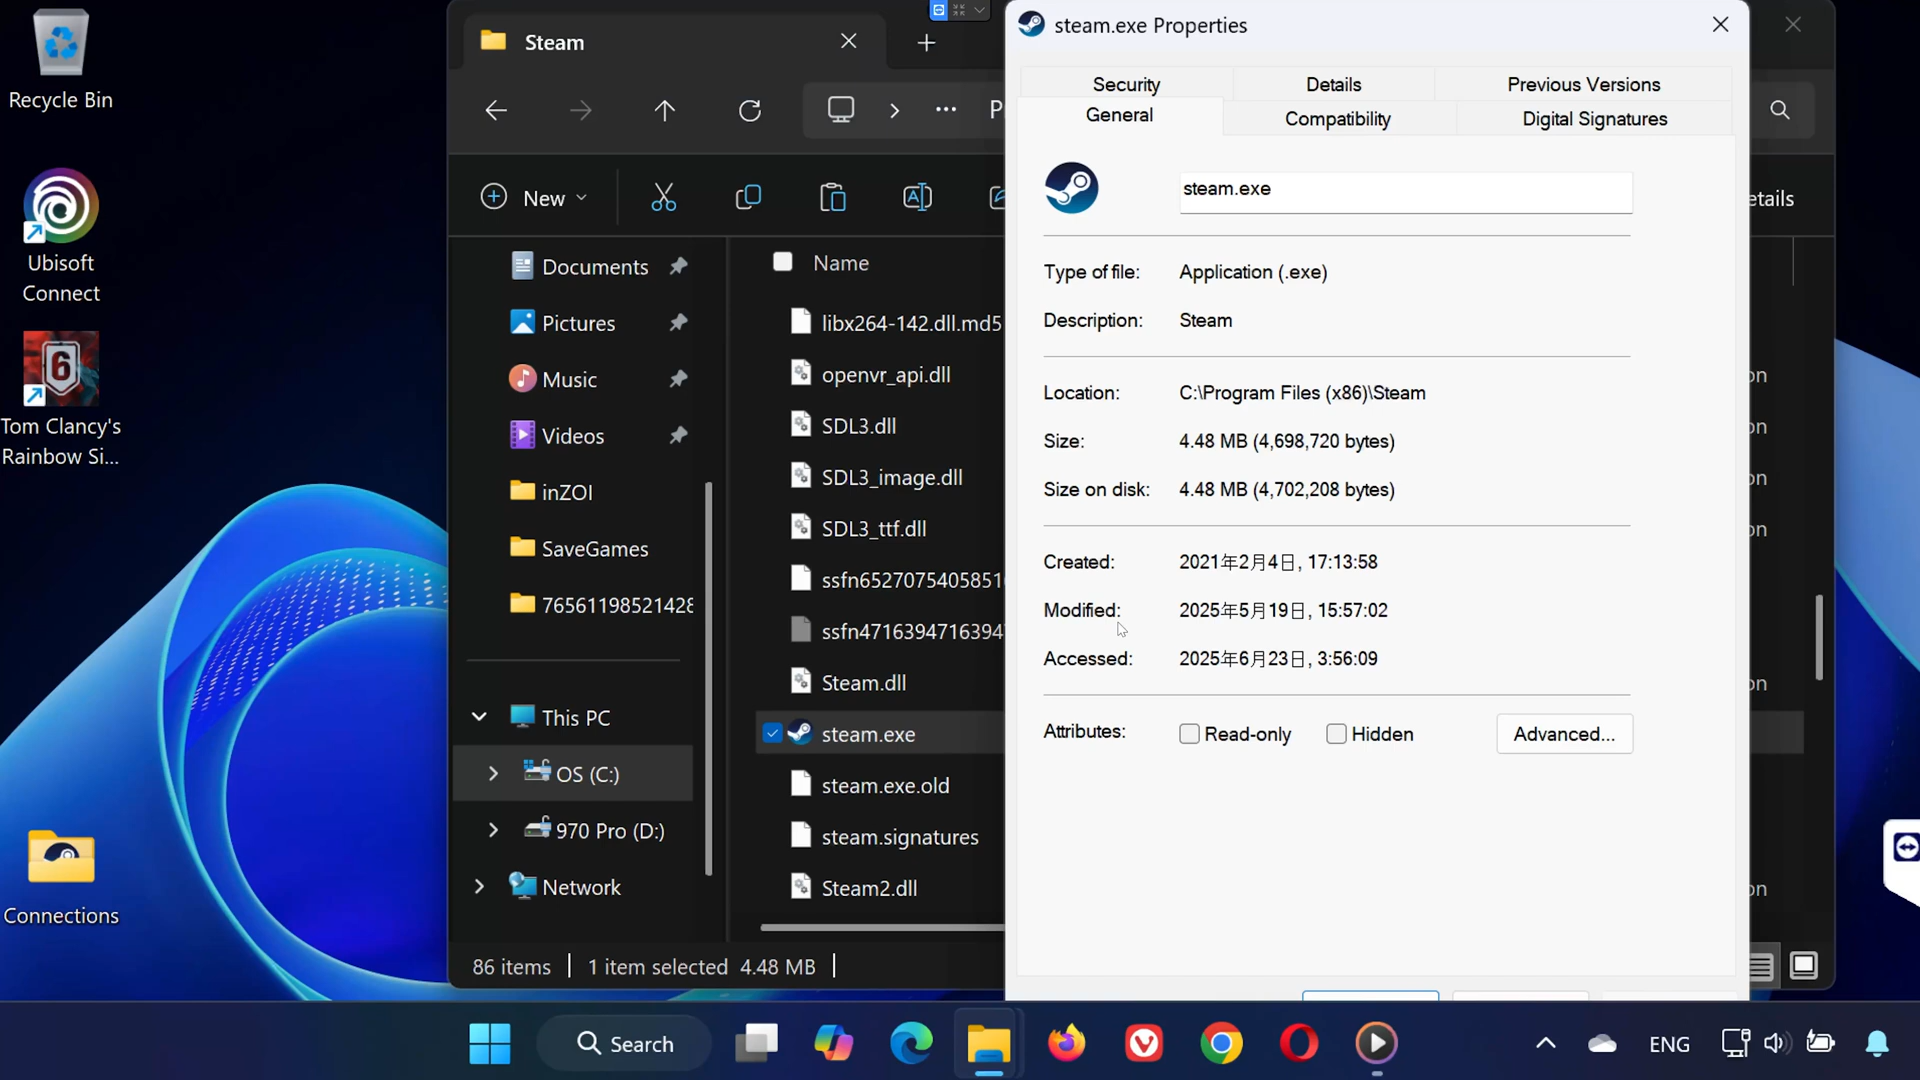 Recycle Bin
Ubisoft
Connect
Tom Clancy's
Rainbow Si...
Connections
Steam
New
Documents
Pictures
Music
Videos
inZOI
SaveGames
76561198521428
This PC
OS (C:)
970 Pro (D:)
Network
Name
libx264-142.dll.md5
openvr_api.dll
SDL3.dll
SDL3_image.dll
SDL3_ttf.dll
ssfn6527075405851
ssfn4716394716394
Steam.dll
steam.exe
steam.exe.old
steam.signatures
Steam2.dll
86 items
1 item selected 4.48 MB
steam.exe Properties
Security Details Previous Versions
General Compatibility Digital Signatures
steam.exe
Type of file: Application (.exe)
Description: Steam
Location: C:\Program Files (x86)\Steam
Size: 4.48 MB (4,698,720 bytes)
Size on disk: 4.48 MB (4,702,208 bytes)
Created: 2021年2月4日, 17:13:58
Modified: 2025年5月19日, 15:57:02
Accessed: 2025年6月23日, 3:56:09
Attributes: Read-only Hidden Advanced...
etails
on
on
on
on
on
on
Search
ENG